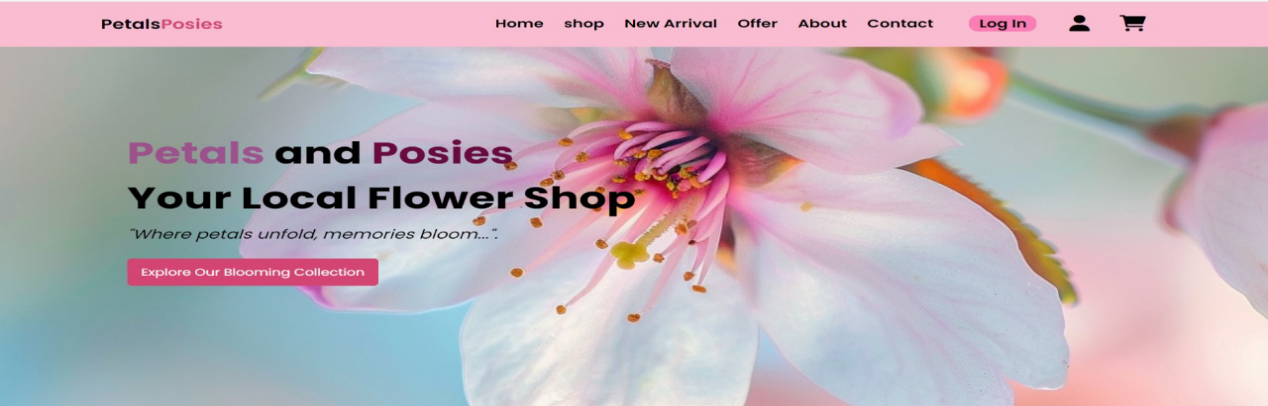 PetalsPosies
Home shop New Arrival Offer About Contact Log In
Petals and Posies
Your Local Flower Shop
"Where petals unfold, memories bloom...".
Explore Our Blooming Collection